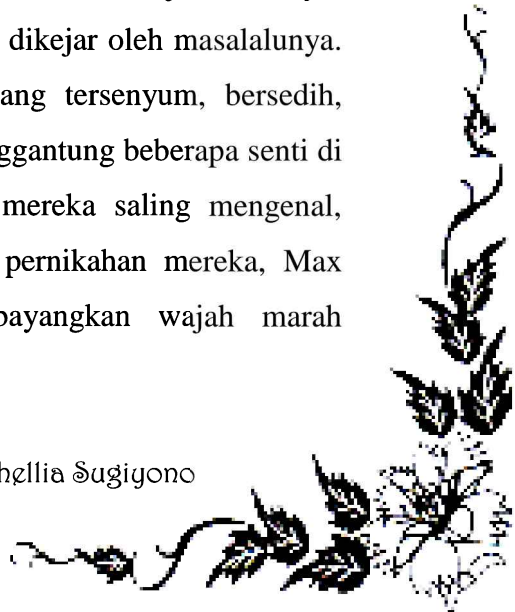 dikejar oleh masalalunya.
ang tersenyum, bersedih,
ggantung beberapa senti di
mereka saling mengenal,
pernikahan mereka, Max
bayangkan wajah marah
hellia Sugiyono